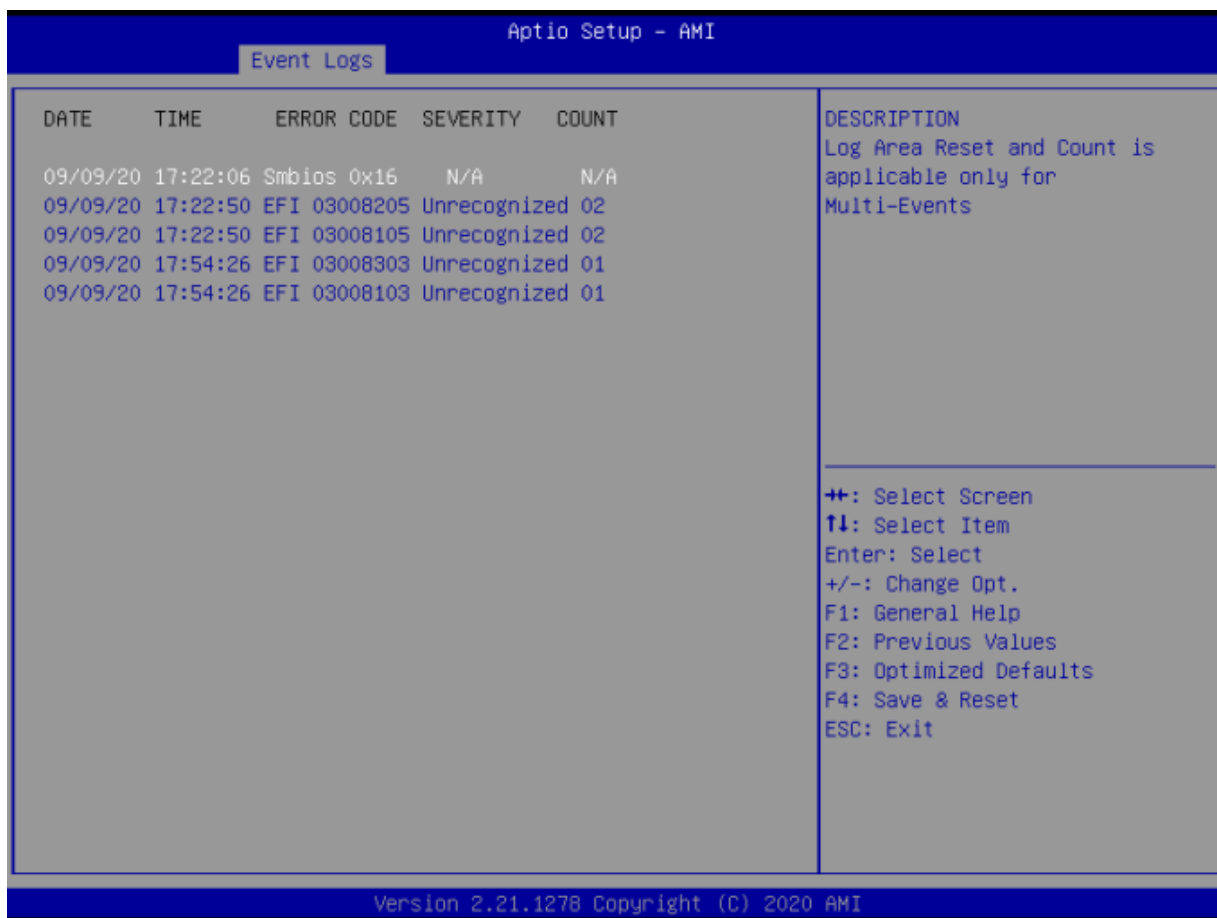 Aptio Setup – AMI
Event Logs
DATE TIME ERROR CODE SEVERITY COUNT
09/09/20 17:22:06 Smbios 0x16 N/A N/A
09/09/20 17:22:50 EFI 03008205 Unrecognized 02
09/09/20 17:22:50 EFI 03008105 Unrecognized 02
09/09/20 17:54:26 EFI 03008303 Unrecognized 01
09/09/20 17:54:26 EFI 03008103 Unrecognized 01
DESCRIPTION
Log Area Reset and Count is
applicable only for
Multi-Events
→←: Select Screen
↑↓: Select Item
Enter: Select
+/-: Change Opt.
F1: General Help
F2: Previous Values
F3: Optimized Defaults
F4: Save & Reset
ESC: Exit
Version 2.21.1278 Copyright (C) 2020 AMI